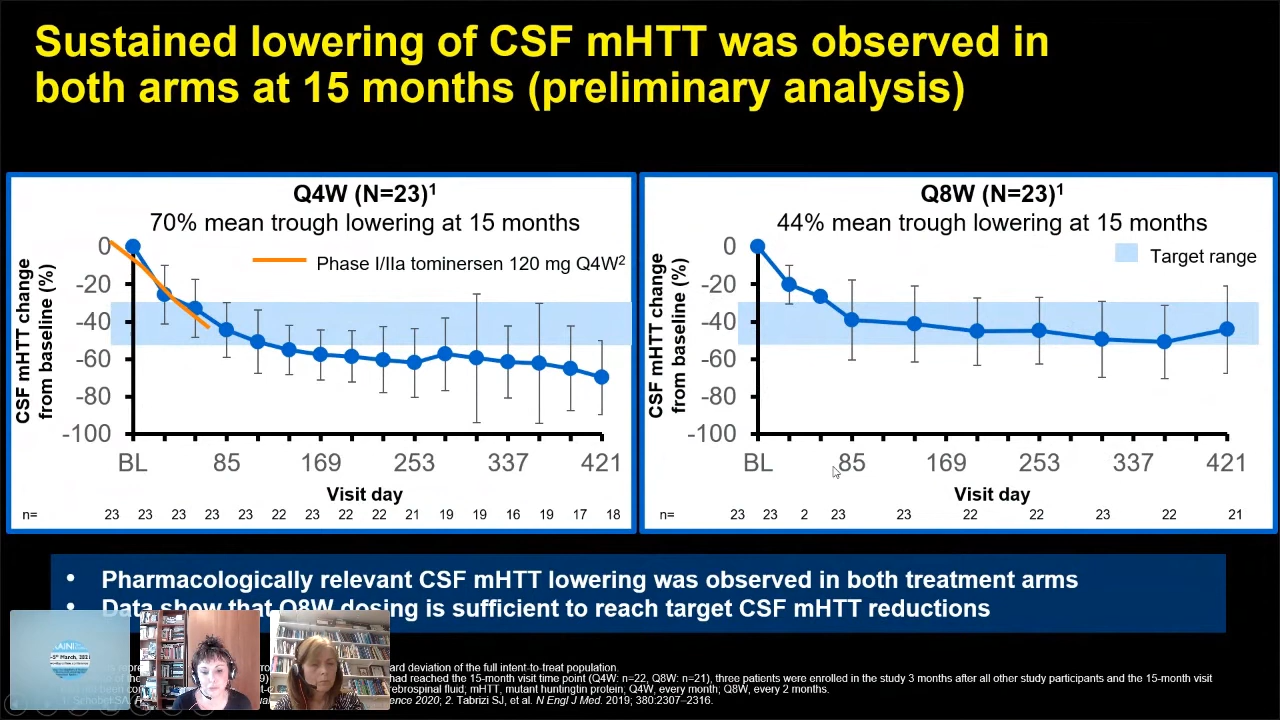 Sustained lowering of CSF mHTT was observed in
both arms at 15 months (preliminary analysis)
Q4W (N=23)¹
70% mean trough lowering at 15 months
Phase I/IIa tominersen 120 mg Q4W²
CSF mHTT change
from baseline (%)
0
-20
-40
-60
-80
-100
BL 85 169 253 337 421
Visit day
n= 23 23 23 23 23 22 23 22 22 21 19 19 16 19 17 18
Q8W (N=23)¹
44% mean trough lowering at 15 months
Target range
CSF mHTT change
from baseline (%)
0
-20
-40
-60
-80
-100
BL 85 169 253 337 421
Visit day
n= 23 23 2 23 23 22 22 23 22 21
• Pharmacologically relevant CSF mHTT lowering was observed in both treatment arms
• Data show that Q8W dosing is sufficient to reach target CSF mHTT reductions
deviation of the full intent-to-treat population.
had reached the 15-month visit time point (Q4W: n=22, Q8W: n=21), three patients were enrolled in the study 3 months after all other study participants and the 15-month visit
mHTT, mutant huntingtin protein; Q4W, every month; Q8W, every 2 months.
2020; 2. Tabrizi SJ, et al. N Engl J Med. 2019; 380:2307–2316.